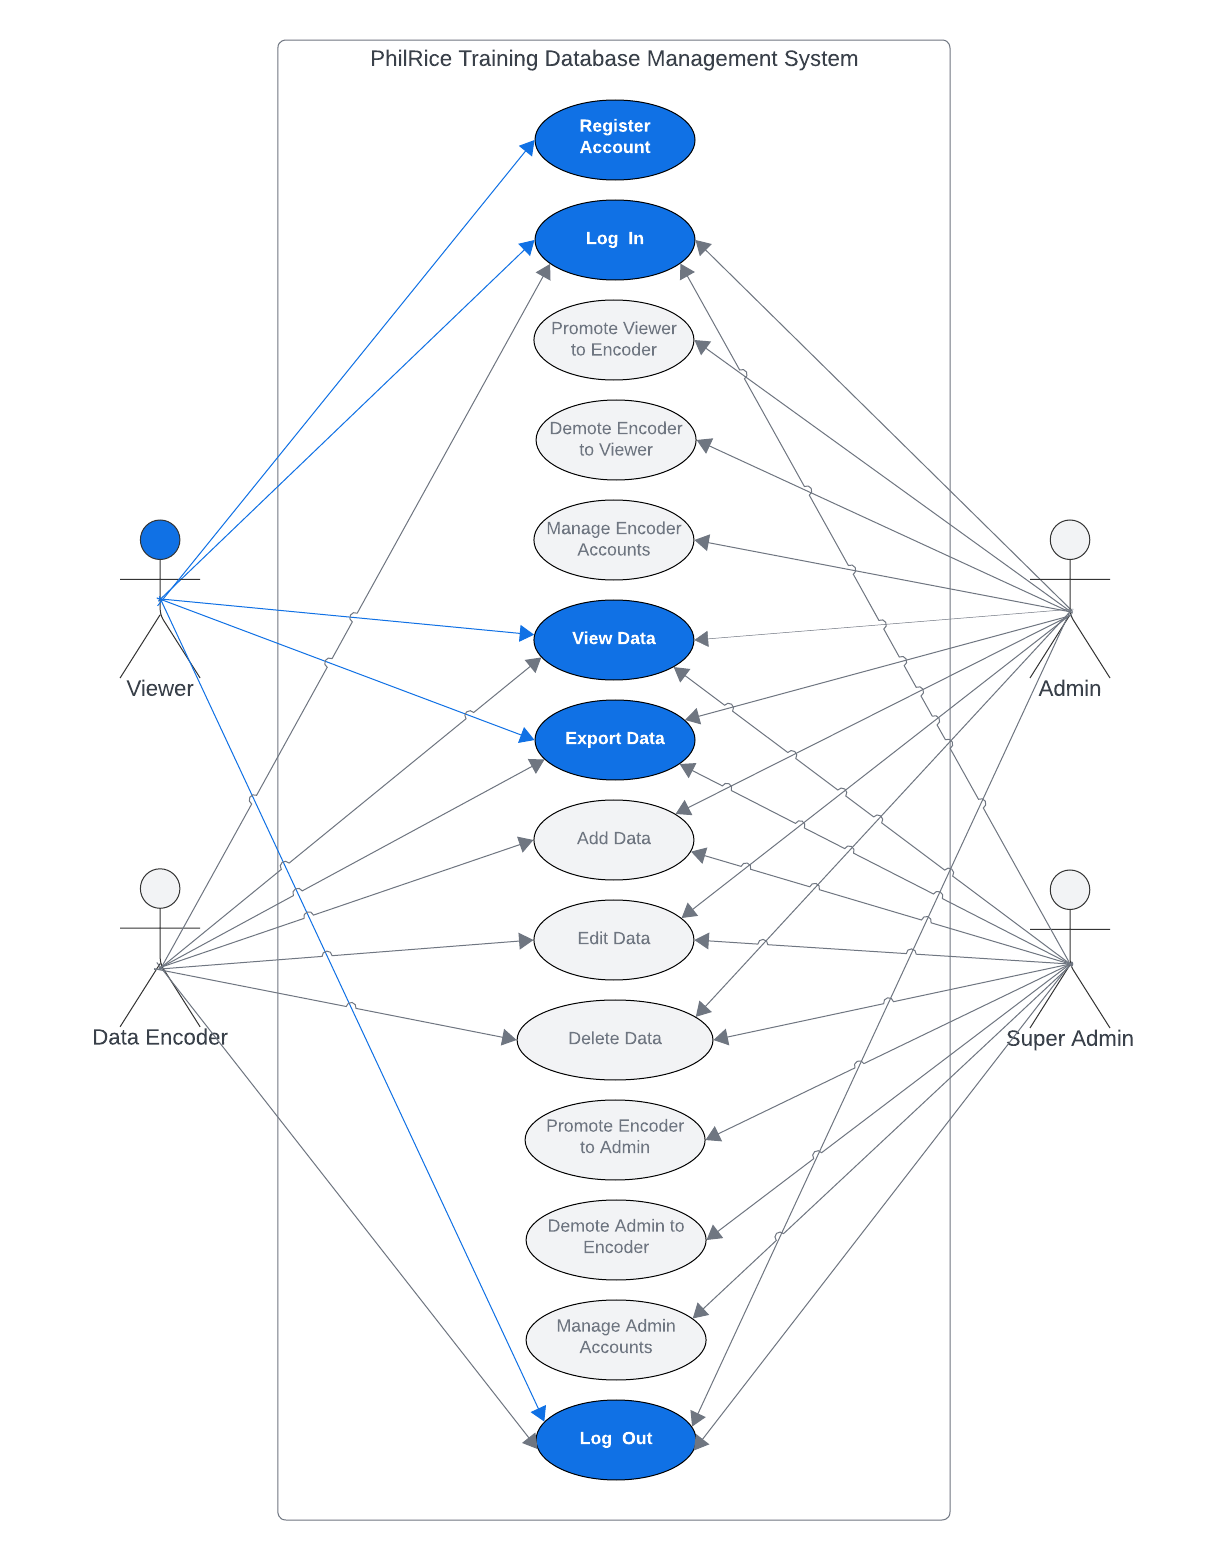 PhilRice Training Database Management System
Register
Account
Log In
Promote Viewer
to Encoder
Demote Encoder
to Viewer
Manage Encoder
Accounts
View Data
Viewer
Admin
Export Data
Add Data
Edit Data
Delete Data
Data Encoder
Super Admin
Promote Encoder
to Admin
Demote Admin to
Encoder
Manage Admin
Accounts
Log Out